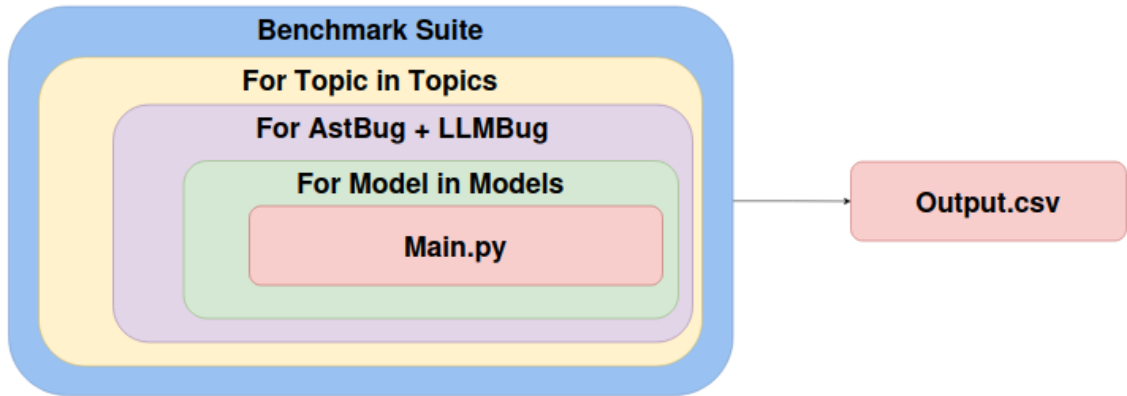 Benchmark Suite
For Topic in Topics
For AstBug + LLMBug
For Model in Models
Main.py
Output.csv